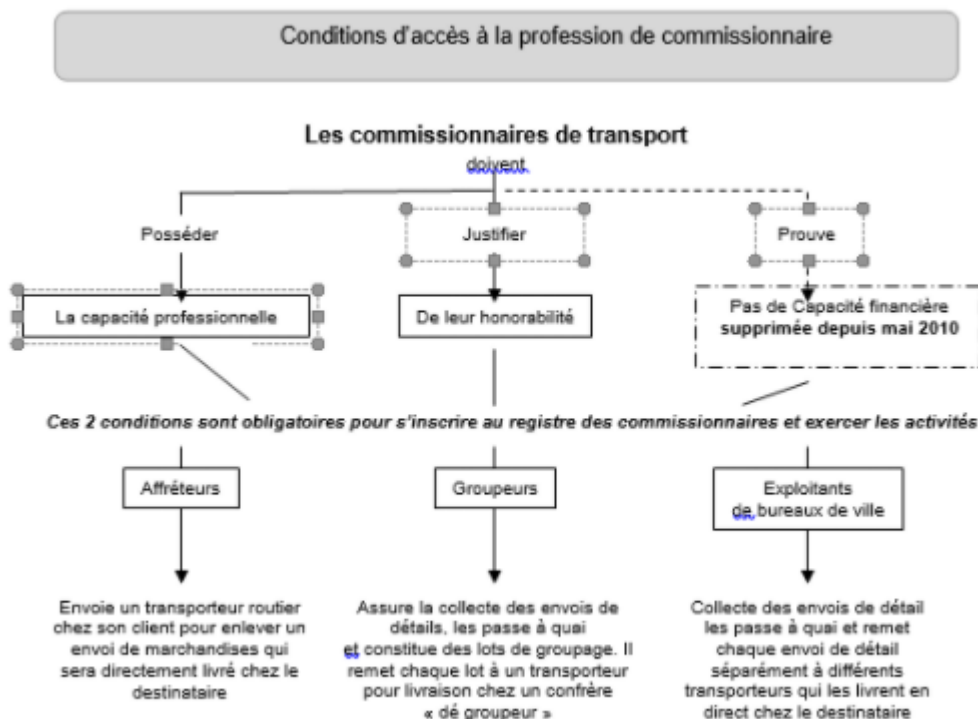 Conditions d'accès à la profession de commissionnaire
Les commissionnaires de transport
doivent
Posséder
Justifier
Prouve
La capacité professionnelle
De leur honorabilité
Pas de Capacité financière
supprimée depuis mai 2010
Ces 2 conditions sont obligatoires pour s'inscrire au registre des commissionnaires et exercer les activités
Affréteurs
Groupeurs
Exploitants
de bureaux de ville
Envoie un transporteur routier
chez son client pour enlever un
envoi de marchandises qui
sera directement livré chez le
destinataire
Assure la collecte des envois de
détails, les passe à quai
et constitue des lots de groupage. Il
remet chaque lot à un transporteur
pour livraison chez un confrère
« dé groupeur »
Collecte des envois de détail
les passe à quai et remet
chaque envoi de détail
séparément à différents
transporteurs qui les livrent en
direct chez le destinataire